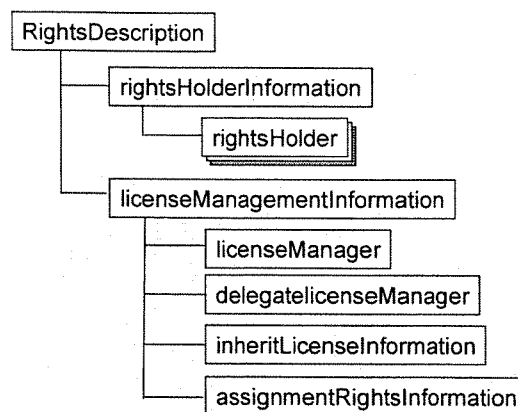 RightsDescription
rightsHolderInformation
rightsHolder
licenseManagementInformation
licenseManager
delegatelicenseManager
inheritLicenseInformation
assignmentRightsInformation